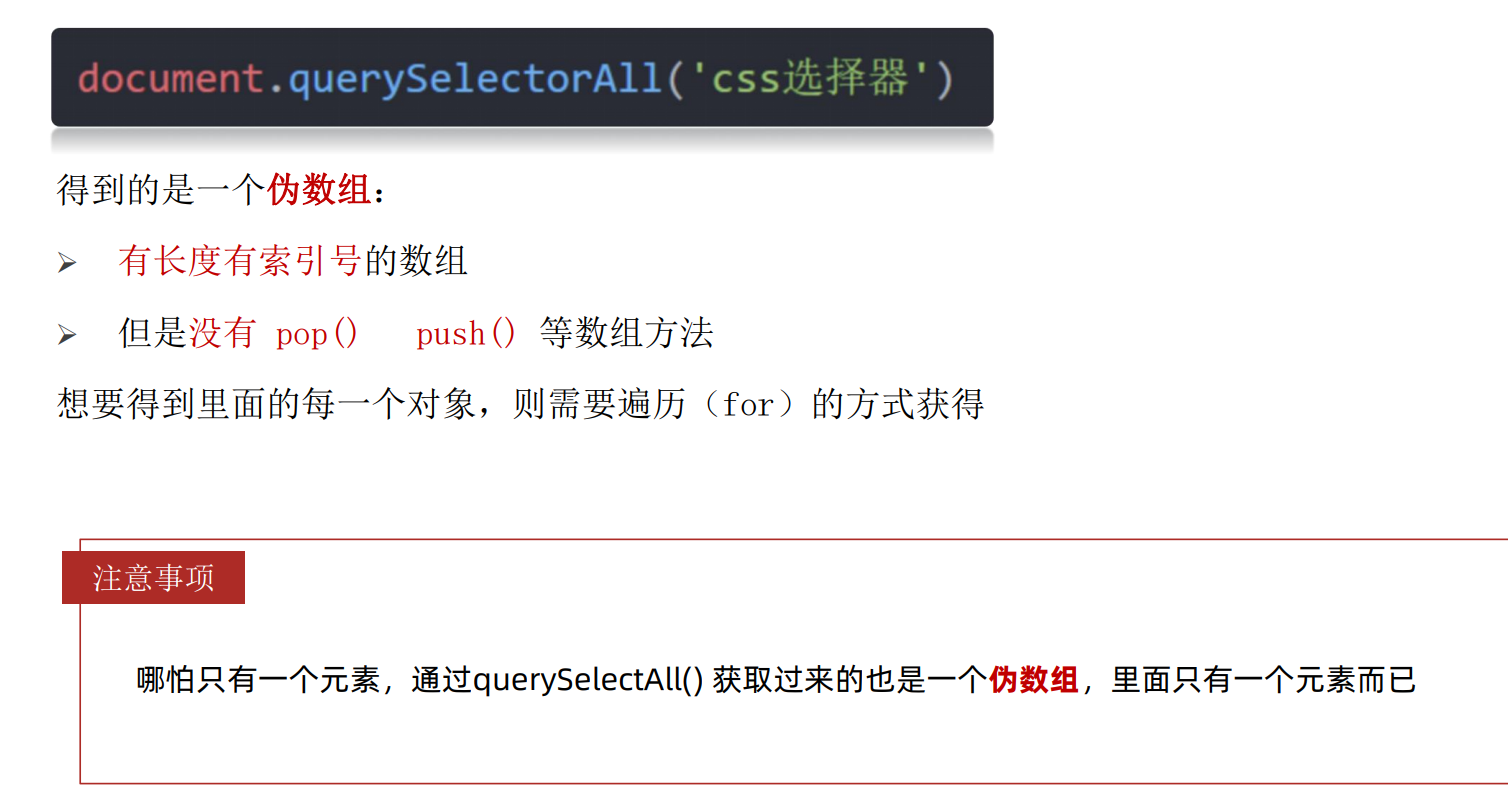 document.querySelectorAll('css选择器')
得到的是一个伪数组：
➢ 有长度有索引号的数组
➢ 但是没有 pop() push() 等数组方法
想要得到里面的每一个对象，则需要遍历（for）的方式获得
注意事项
哪怕只有一个元素，通过querySelectAll() 获取过来的也是一个伪数组，里面只有一个元素而已